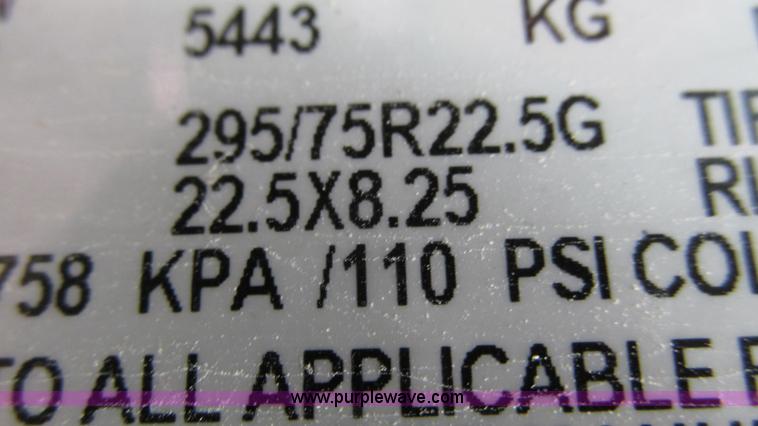 5443 KG
295/75R22.5G
22.5X8.25
758 KPA /110 PSI
TO ALL APPLICABLE
www.purplewave.com